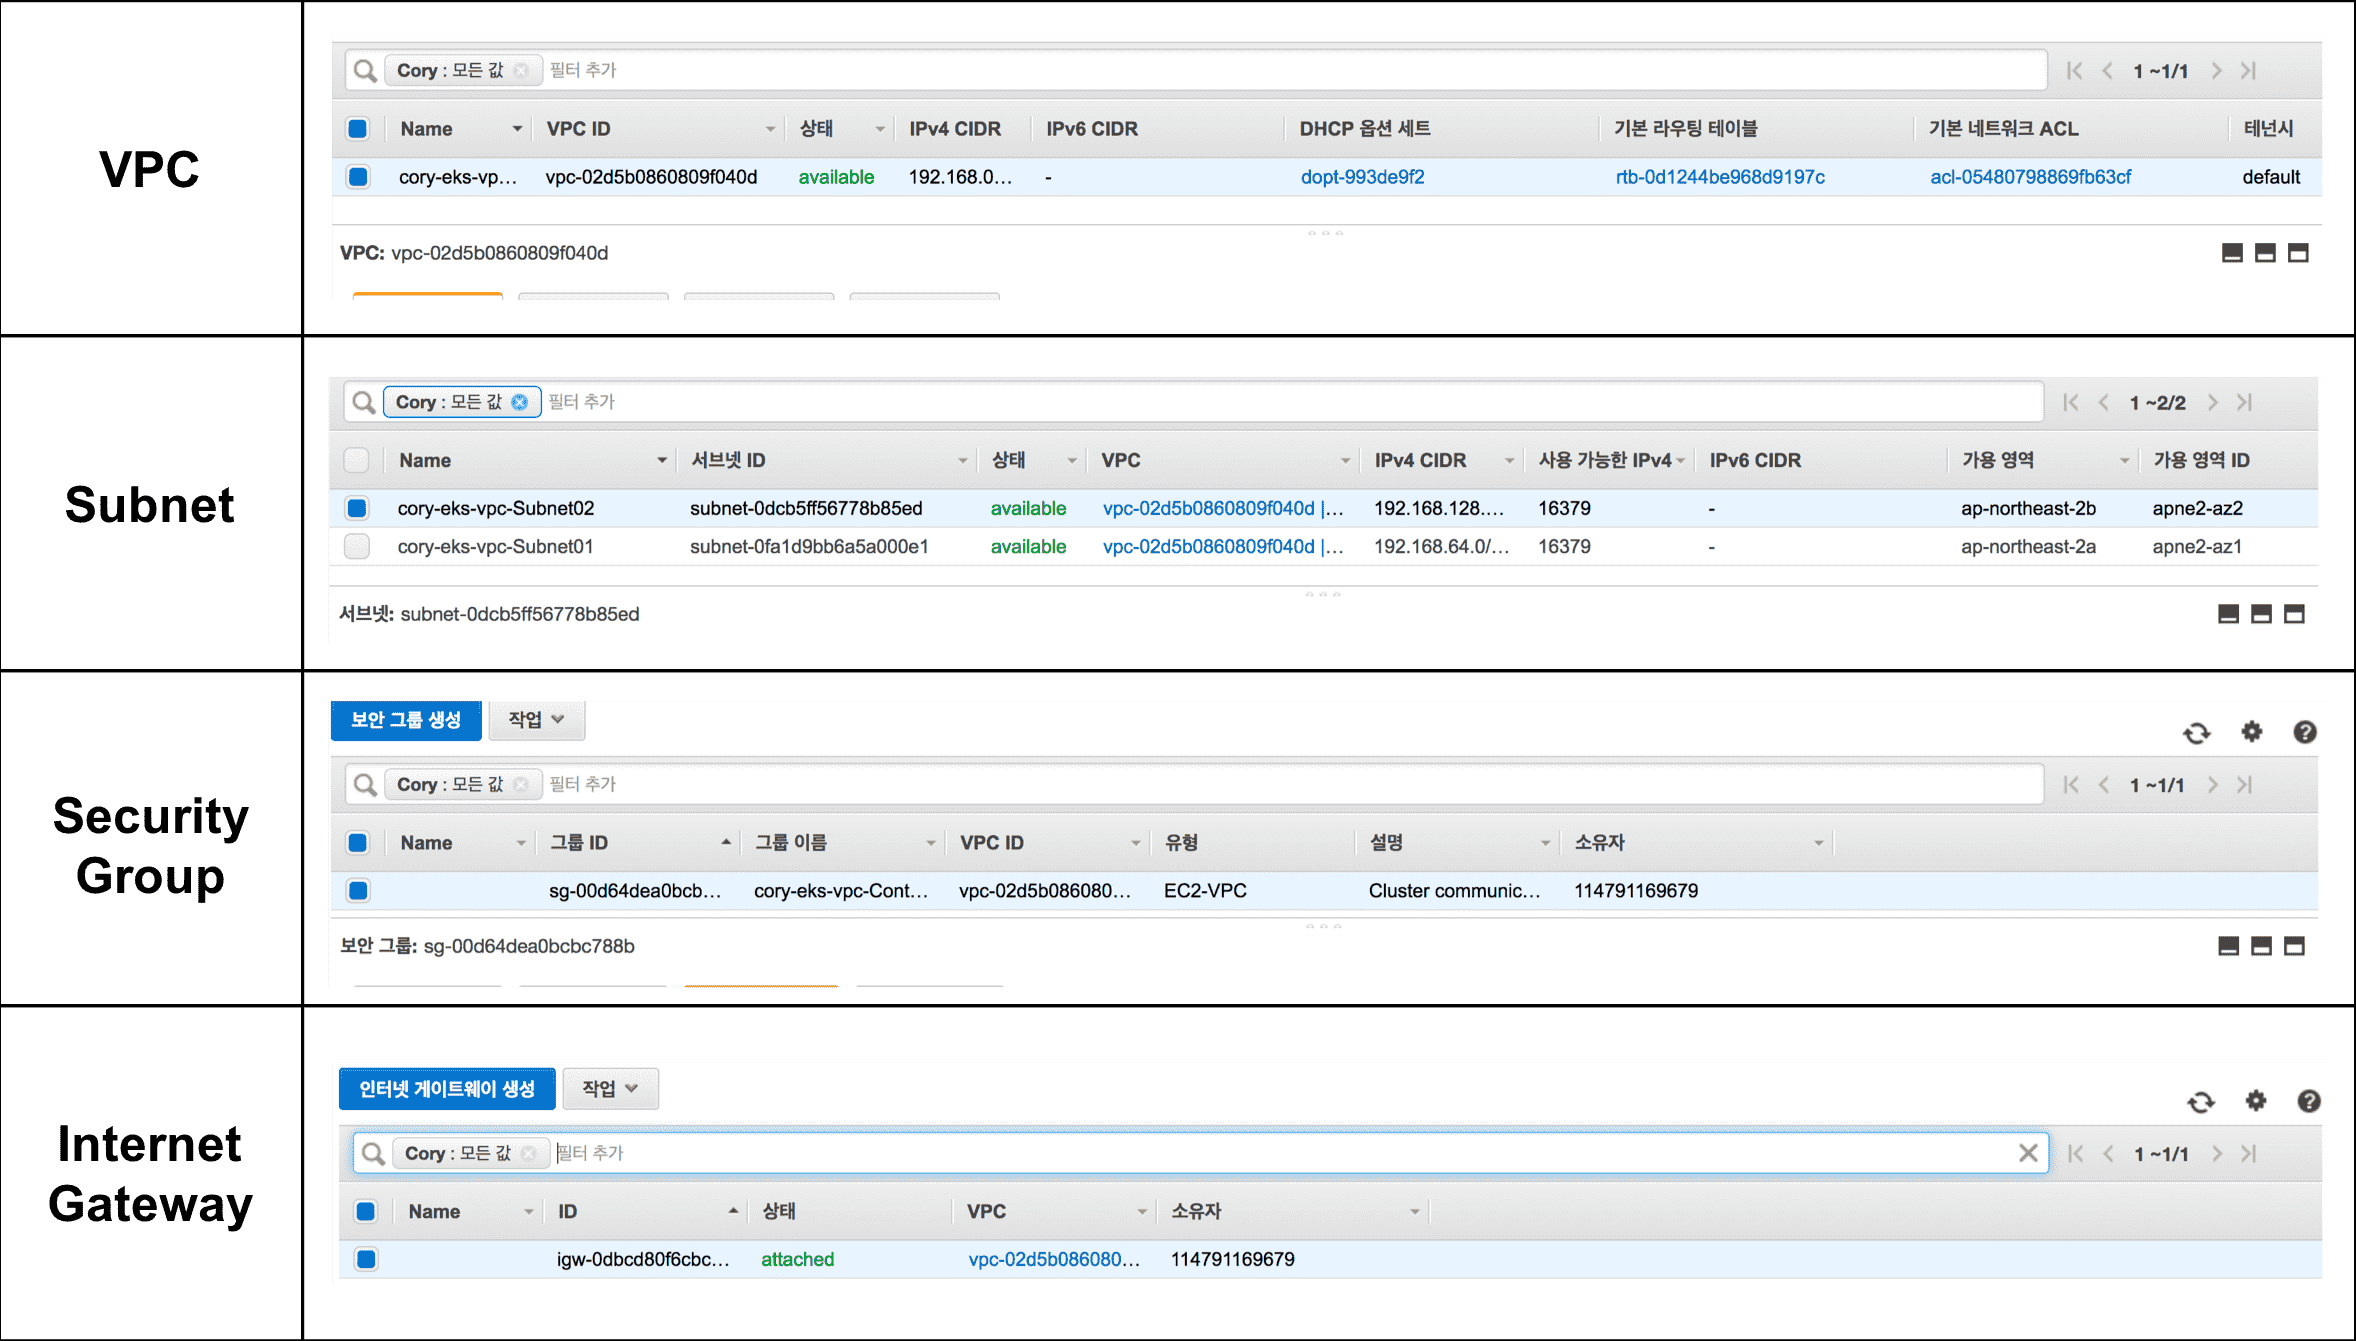 VPC
Cory : 모든 값 필터 추가 1 ~1/1
Name VPC ID 상태 IPv4 CIDR IPv6 CIDR DHCP 옵션 세트 기본 라우팅 테이블 기본 네트워크 ACL 테넌시
cory-eks-vp... vpc-02d5b0860809f040d available 192.168.0... - dopt-993de9f2 rtb-0d1244be968d9197c acl-05480798869fb63cf default
VPC: vpc-02d5b0860809f040d
Subnet
Cory : 모든 값 필터 추가 1 ~2/2
Name 서브넷 ID 상태 VPC IPv4 CIDR 사용 가능한 IPv4 IPv6 CIDR 가용 영역 가용 영역 ID
cory-eks-vpc-Subnet02 subnet-0dcb5ff56778b85ed available vpc-02d5b0860809f040d |... 192.168.128.... 16379 - ap-northeast-2b apne2-az2
cory-eks-vpc-Subnet01 subnet-0fa1d9bb6a5a000e1 available vpc-02d5b0860809f040d |... 192.168.64.0/... 16379 - ap-northeast-2a apne2-az1
서브넷: subnet-0dcb5ff56778b85ed
Security
Group
보안 그룹 생성 작업
Cory : 모든 값 필터 추가 1 ~1/1
Name 그룹 ID 그룹 이름 VPC ID 유형 설명 소유자
sg-00d64dea0bcb... cory-eks-vpc-Cont... vpc-02d5b086080... EC2-VPC Cluster communic... 114791169679
보안 그룹: sg-00d64dea0bcbc788b
Internet
Gateway
인터넷 게이트웨이 생성 작업
Cory : 모든 값 필터 추가 1 ~1/1
Name ID 상태 VPC 소유자
igw-0dbcd80f6cbc... attached vpc-02d5b086080... 114791169679